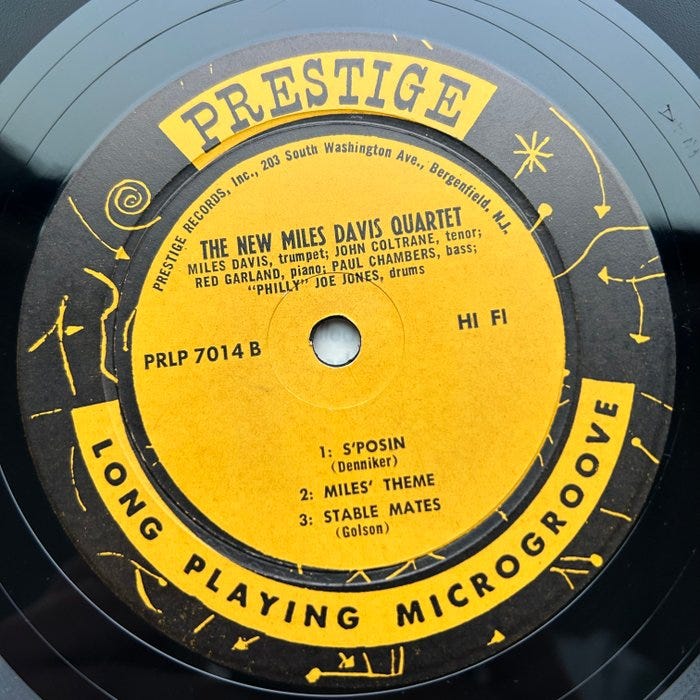 PRESTIGE
PRESTIGE RECORDS, Inc., 203 South Washington Ave., Bergenfield, N.J.
THE NEW MILES DAVIS QUARTET
MILES DAVIS, trumpet; JOHN COLTRANE, tenor;
RED GARLAND, piano; PAUL CHAMBERS, bass;
"PHILLY" JOE JONES, drums
HI FI
PRLP 7014 B
1: S'POSIN
(Denniker)
2: MILES' THEME
3: STABLE MATES
(Golson)
LONG PLAYING MICROGROOVE